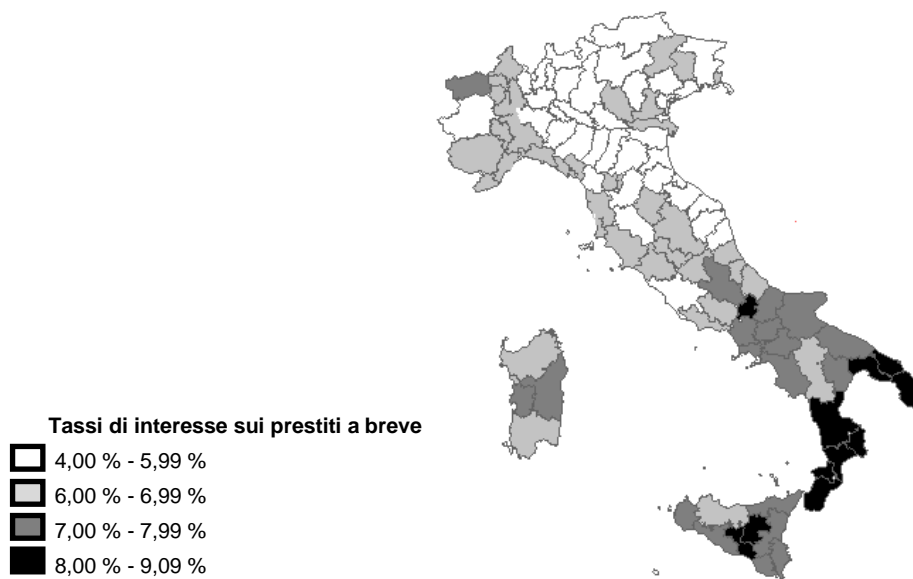 Tassi di interesse sui prestiti a breve
4,00 % - 5,99 %
6,00 % - 6,99 %
7,00 % - 7,99 %
8,00 % - 9,09 %